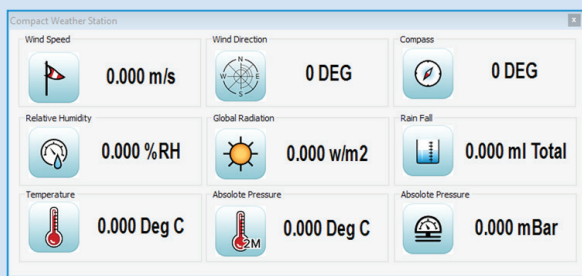 Compact Weather Station
x
Wind Speed
0.000 m/s
Wind Direction
N
W E
S
0 DEG
Compass
0 DEG
Relative Humidity
0.000 %RH
Global Radiation
0.000 w/m2
Rain Fall
0.000 ml Total
Temperature
0.000 Deg C
Absolute Pressure
2M
0.000 Deg C
Absolute Pressure
0.000 mBar